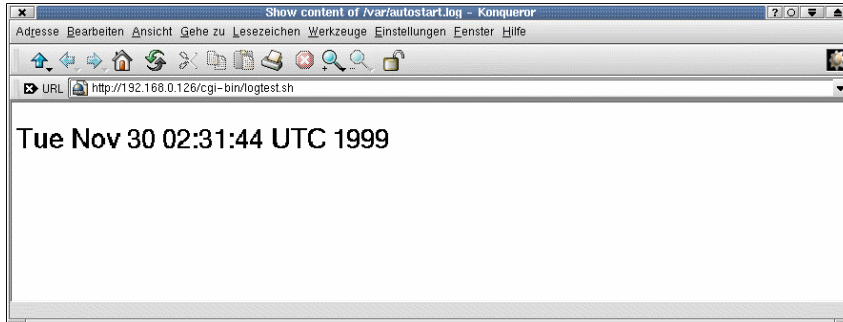 Show content of /var/autostart.log - Konqueror
Adresse Bearbeiten Ansicht Gehe zu Lesezeichen Werkzeuge Einstellungen Fenster Hilfe
URL http://192.168.0.126/cgi-bin/logtest.sh
Tue Nov 30 02:31:44 UTC 1999